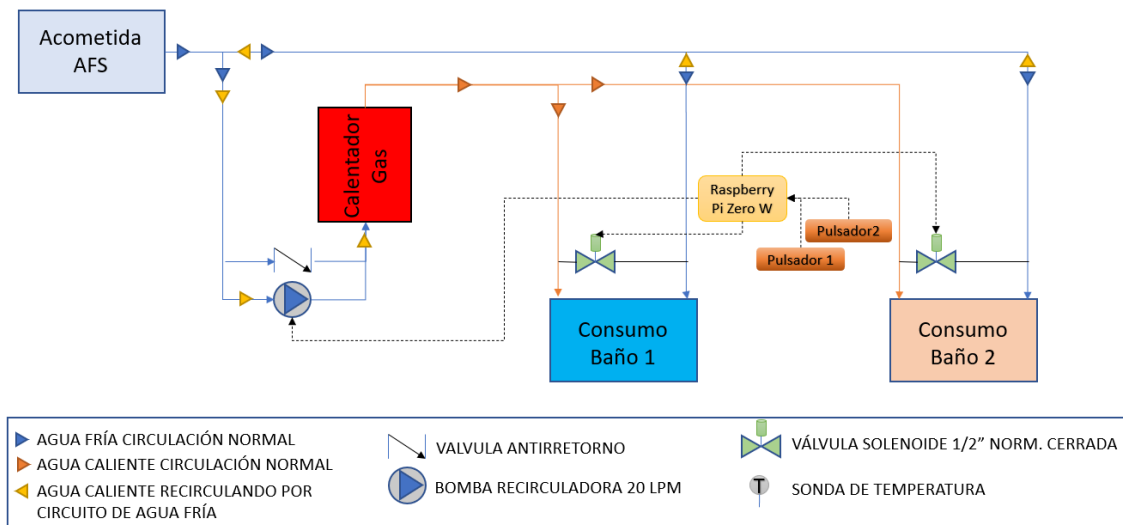 Acometida
AFS
Calentador
Gas
Raspberry
Pi Zero W
Pulsador2
Pulsador 1
Consumo
Baño 1
Consumo
Baño 2
AGUA FRÍA CIRCULACIÓN NORMAL
AGUA CALIENTE CIRCULACIÓN NORMAL
AGUA CALIENTE RECIRCULANDO POR
CIRCUITO DE AGUA FRÍA
VALVULA ANTIRRETORNO
BOMBA RECIRCULADORA 20 LPM
VÁLVULA SOLENOIDE 1/2” NORM. CERRADA
T
SONDA DE TEMPERATURA